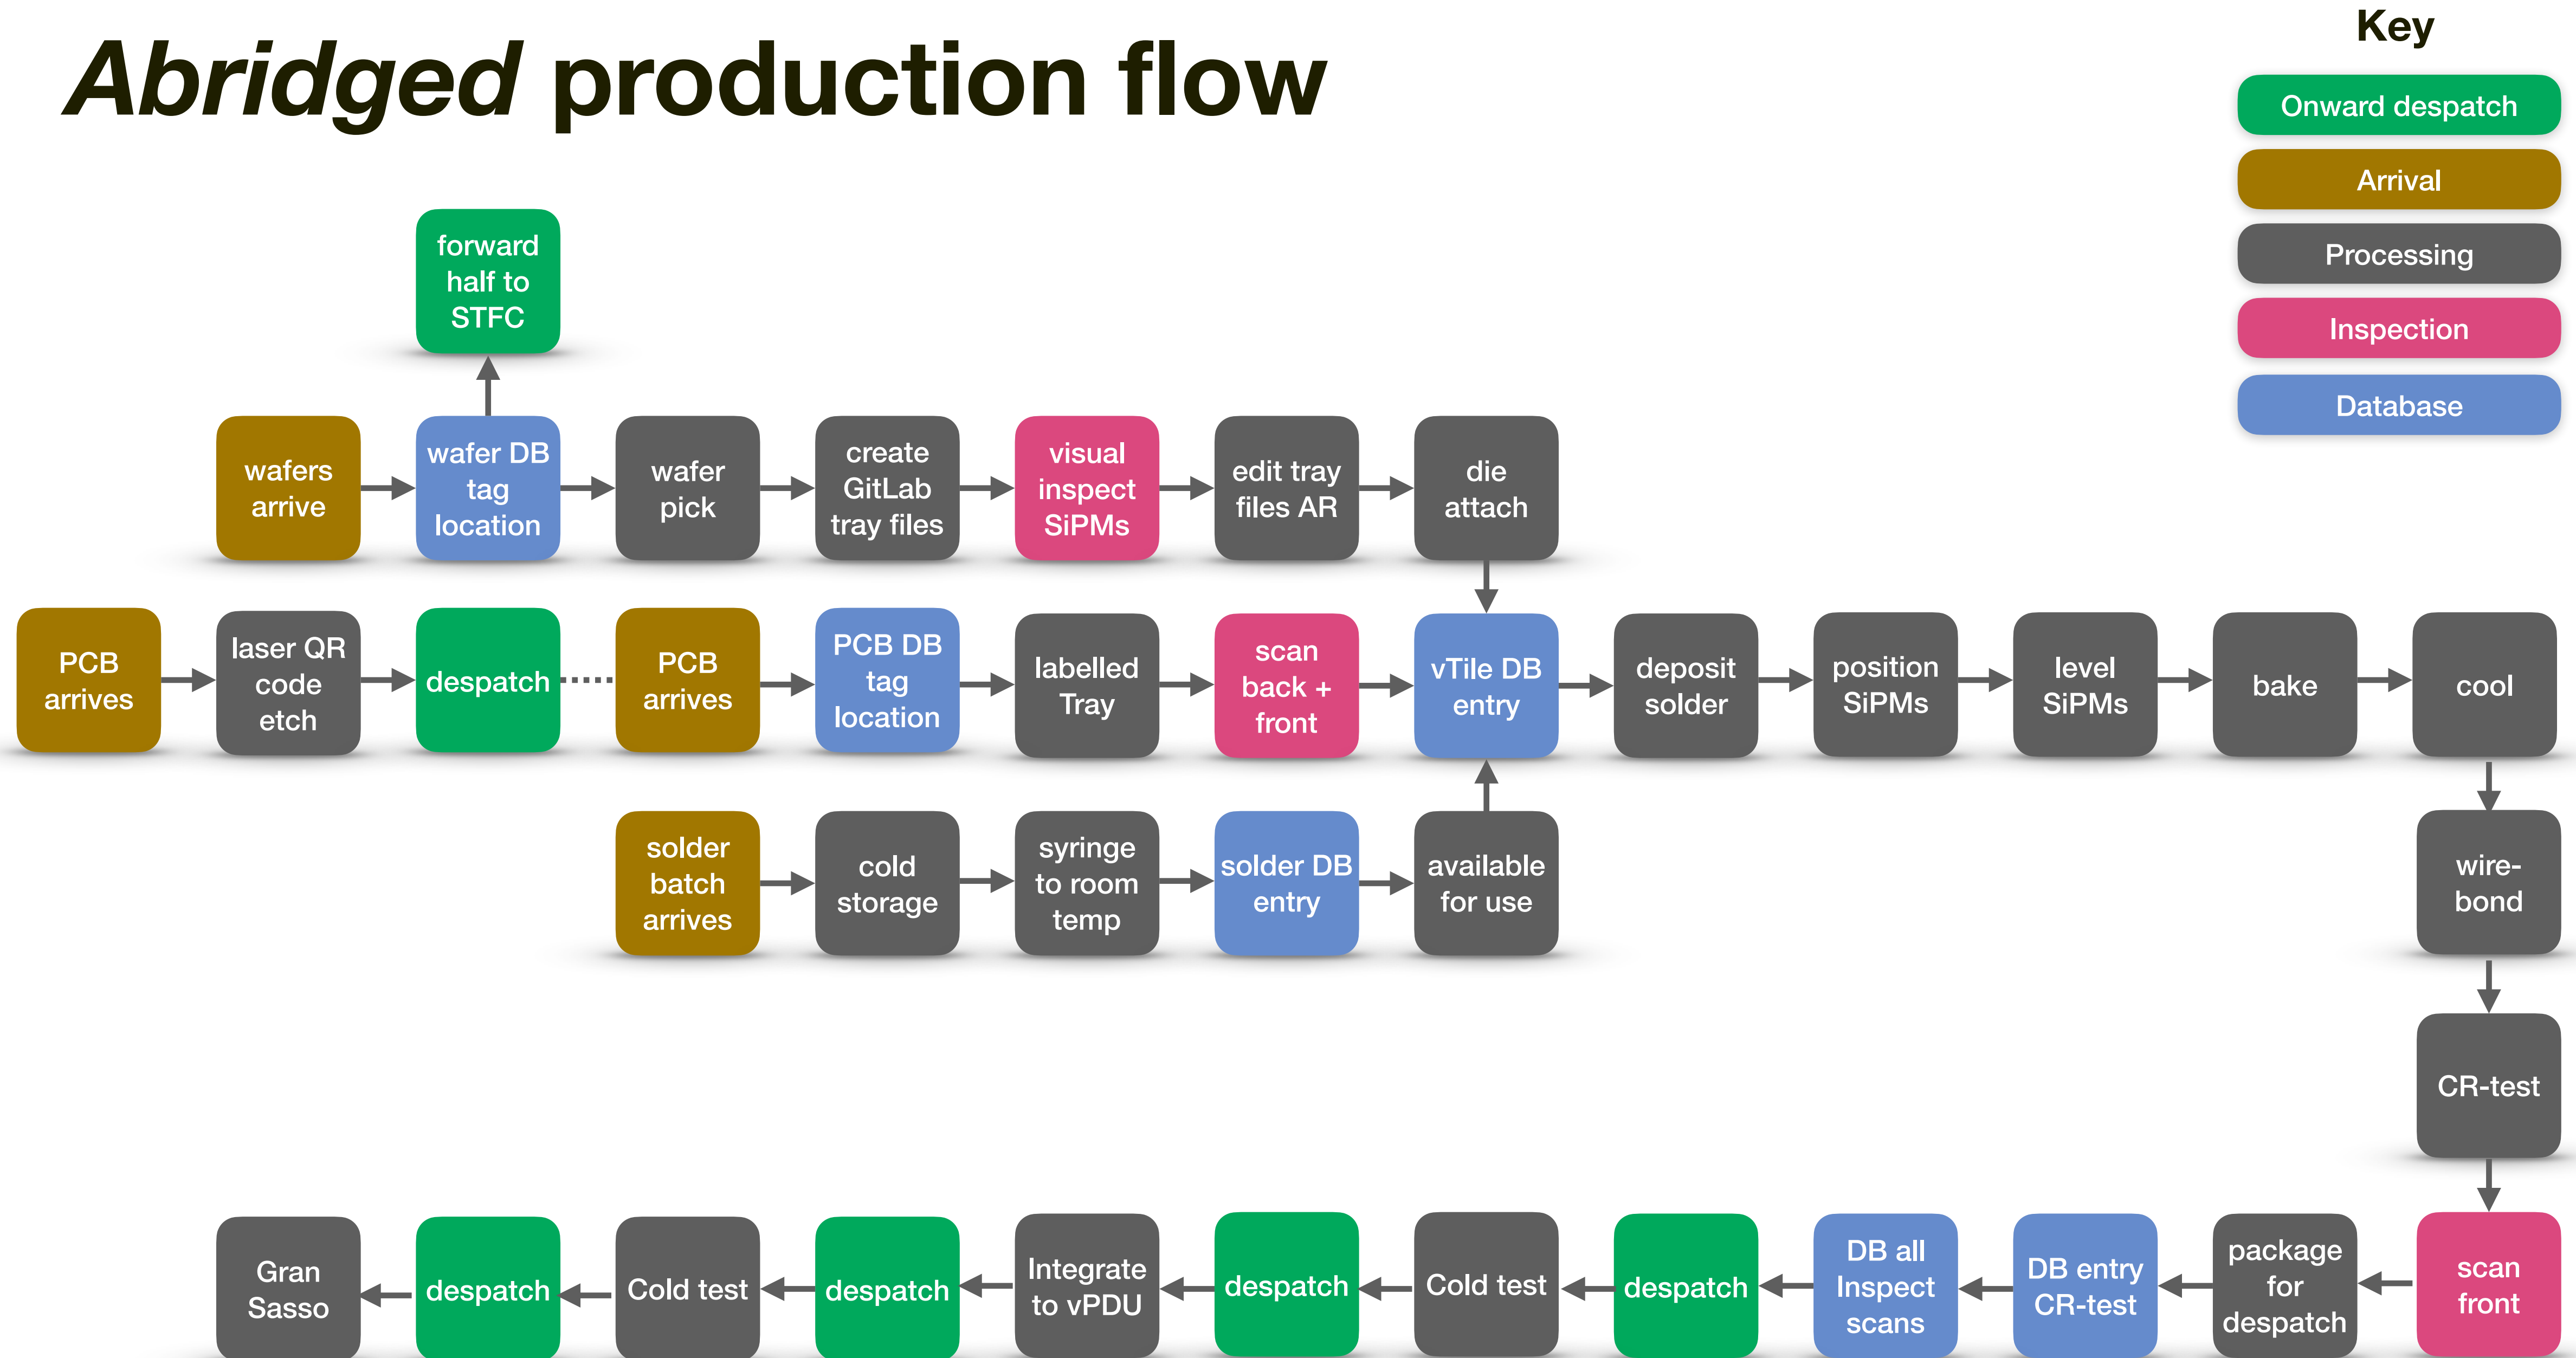 Abridged production flow
Key
Onward despatch
Arrival
Processing
Inspection
Database
forward
half to
STFC
wafers
arrive
wafer DB
tag
location
wafer
pick
create
GitLab
tray files
visual
inspect
SiPMs
edit tray
files AR
die
attach
PCB
arrives
laser QR
code
etch
despatch
PCB
arrives
PCB DB
tag
location
labelled
Tray
scan
back +
front
vTile DB
entry
deposit
solder
position
SiPMs
level
SiPMs
bake
cool
solder
batch
arrives
cold
storage
syringe
to room
temp
solder DB
entry
available
for use
wire-
bond
CR-test
scan
front
package
for
despatch
DB entry
CR-test
DB all
Inspect
scans
despatch
Cold test
despatch
Integrate
to vPDU
despatch
Cold test
despatch
Gran
Sasso